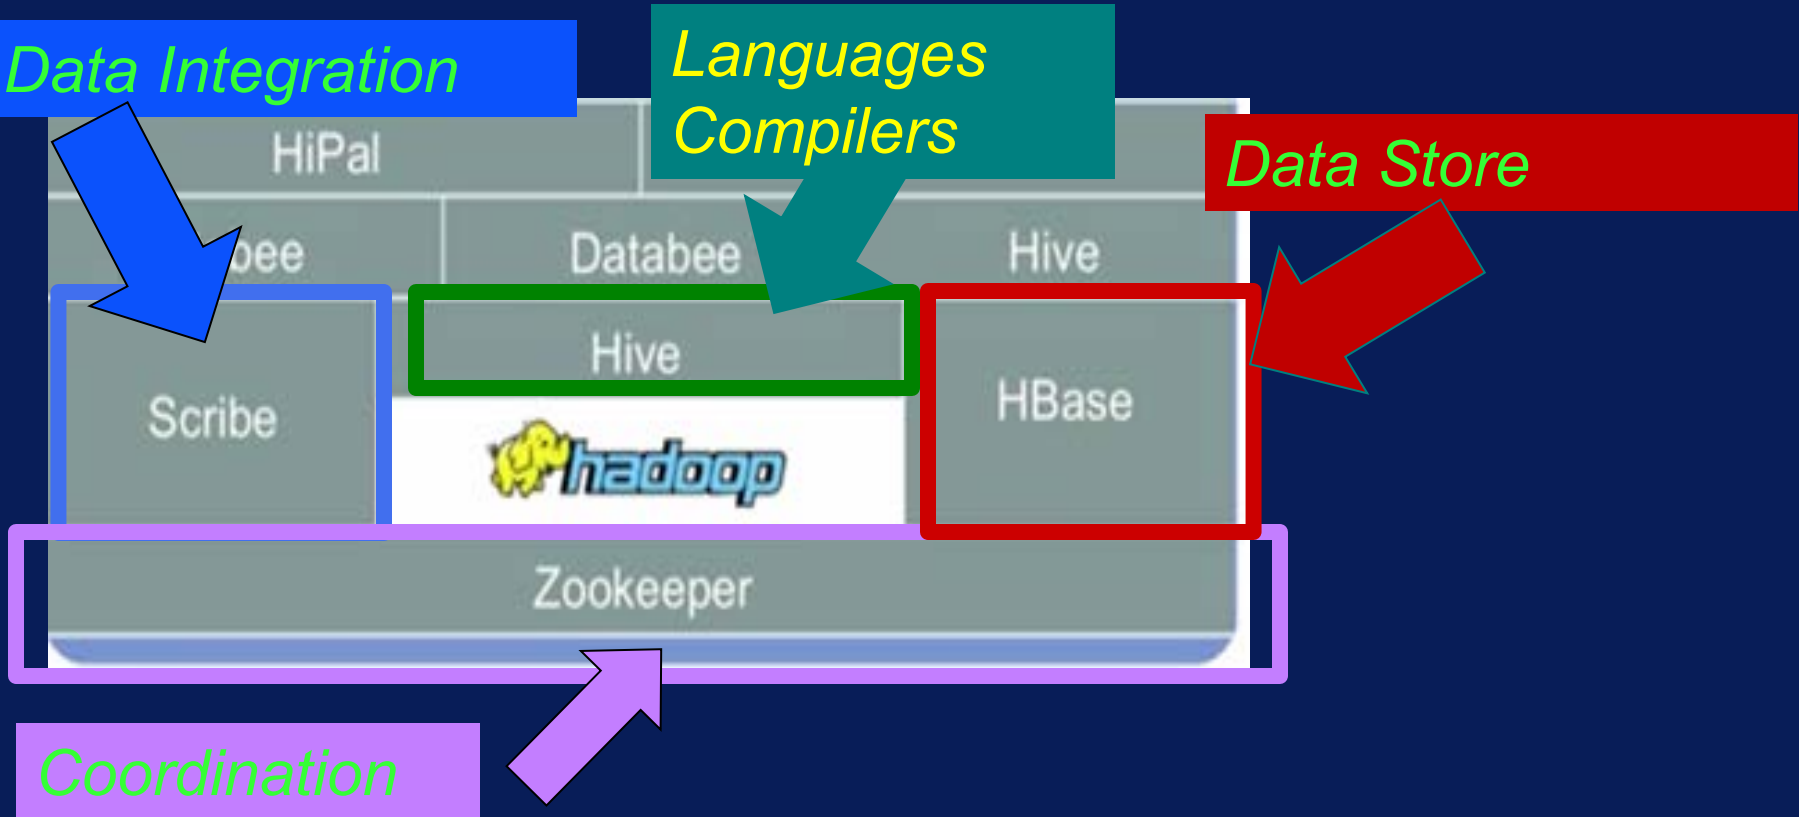 Data Integration
Languages
Compilers
Data Store
HiPal
Databee
Hive
Hive
Scribe
HBase
hadoop
Zookeeper
Coordination